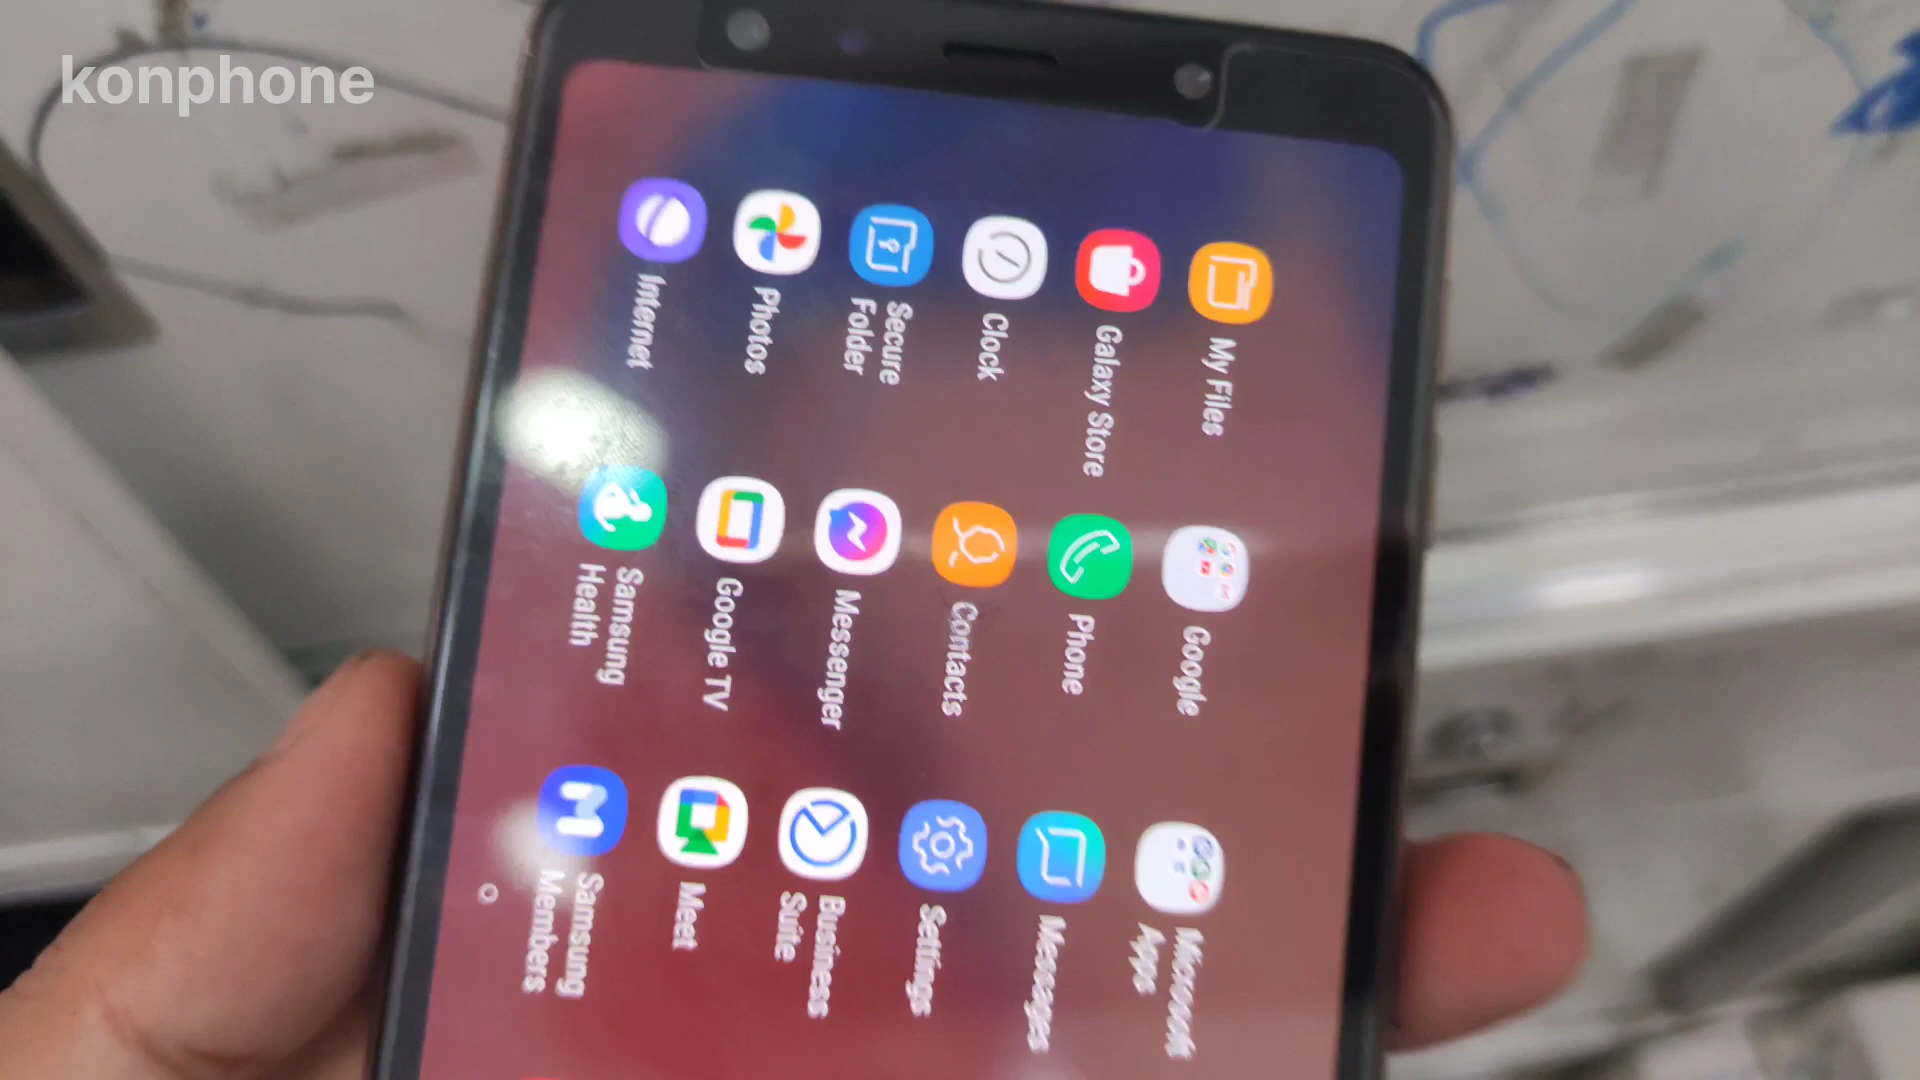 konphone
Internet
Photos
Secure
Folder
Clock
Galaxy Store
My Files
Samsung
Health
Google TV
Messenger
Contacts
Phone
Google
Samsung
Members
Meet
Business
Suite
Settings
Messages
Microsoft
Apps